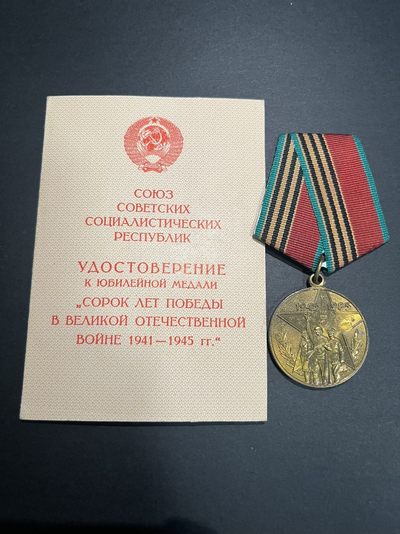 СОЮЗ
СОВЕТСКИХ
СОЦИАЛИСТИЧЕСКИХ
РЕСПУБЛИК
УДОСТОВЕРЕНИЕ
К ЮБИЛЕЙНОЙ МЕДАЛИ
„СОРОК ЛЕТ ПОБЕДЫ
В ВЕЛИКОЙ ОТЕЧЕСТВЕННОЙ
ВОЙНЕ 1941—1945 гг.“